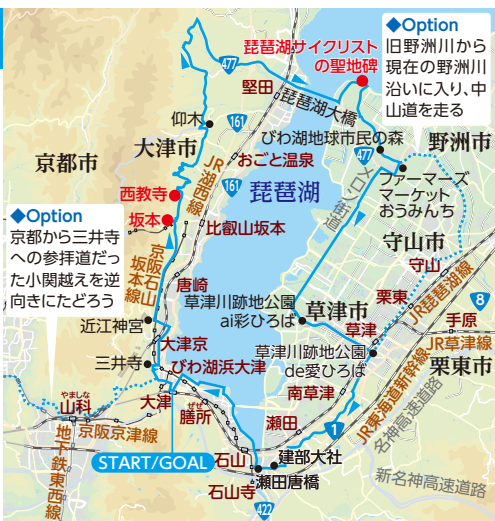 ◆Option
旧野洲川から
現在の野洲川
沿いに入り、中
山道を走る
琵琶湖サイクリスト
の聖地碑
477
堅田
琵琶湖大橋
仰木
161
大津市
びわ湖地球市民の森
野洲市
477
京都市
JR湖西線
おごと温泉
161
琵琶湖
メロン街道
ファーマーズ
マーケット
おうみんち
西教寺
坂本
◆Option
京都から三井寺
への参拝道だっ
た小関越えを逆
向きにたどろう
比叡山坂本
守山市
守山
京阪石山
坂本線
唐崎
栗東
JR琵琶湖線
8
草津川跡地公園
ai彩ひろば
草津市
手原
近江神宮
草津
JR草津線
大津京
草津川跡地公園
de愛ひろば
栗東市
三井寺
びわ湖浜大津
JR東海道新幹線
名神高速道路
やましな
山科
大津
ぜぜ
膳所
南草津
瀬田
京阪京津線
地下鉄東西線
1
START/GOAL
石山
建部大社
瀬田唐橋
新名神高速道路
石山寺
422